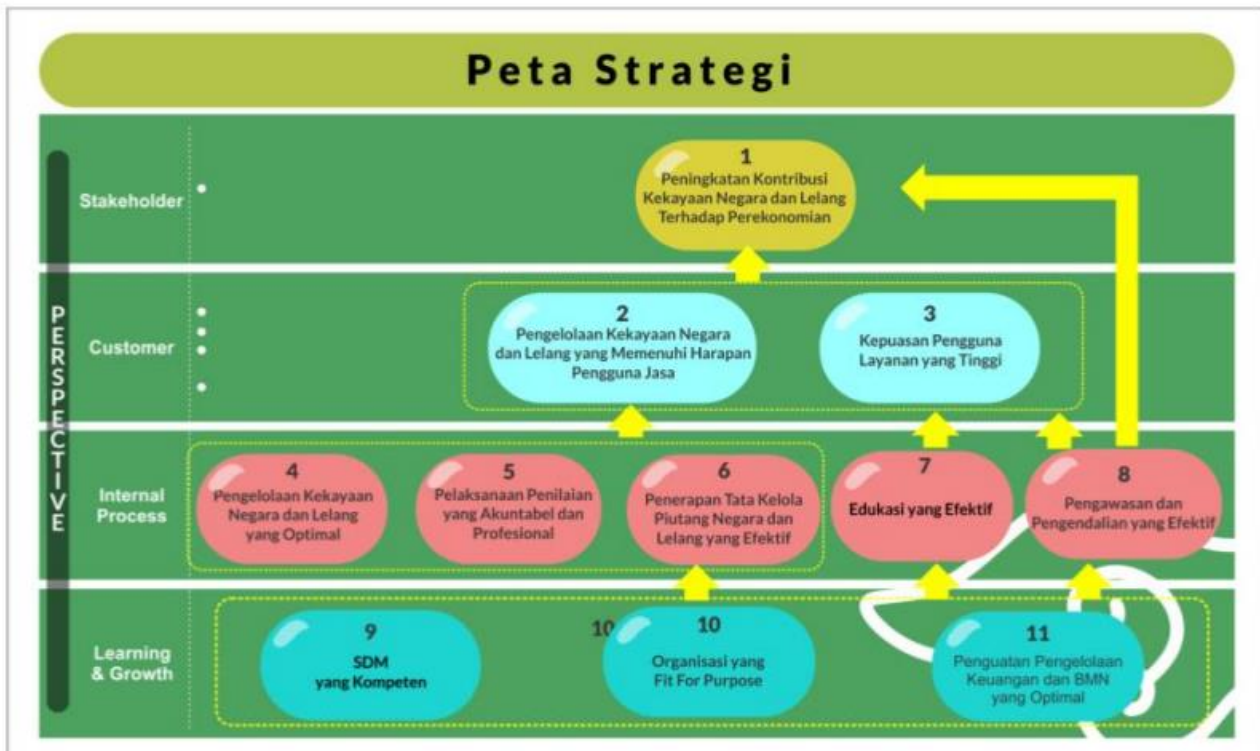 Peta Strategi
PERSPECTIVE
Stakeholder
1
Peningkatan Kontribusi
Kekayaan Negara dan Lelang
Terhadap Perekonomian
Customer
2
Pengelolaan Kekayaan Negara
dan Lelang yang Memenuhi Harapan
Pengguna Jasa
3
Kepuasan Pengguna
Layanan yang Tinggi
Internal
Process
4
Pengelolaan Kekayaan
Negara dan Lelang
yang Optimal
5
Pelaksanaan Penilaian
yang Akuntabel dan
Profesional
6
Penerapan Tata Kelola
Piutang Negara dan
Lelang yang Efektif
7
Edukasi yang Efektif
8
Pengawasan dan
Pengendalian yang Efektif
Learning
& Growth
9
SDM
yang Kompeten
10
10
Organisasi yang
Fit For Purpose
11
Penguatan Pengelolaan
Keuangan dan BMN
yang Optimal